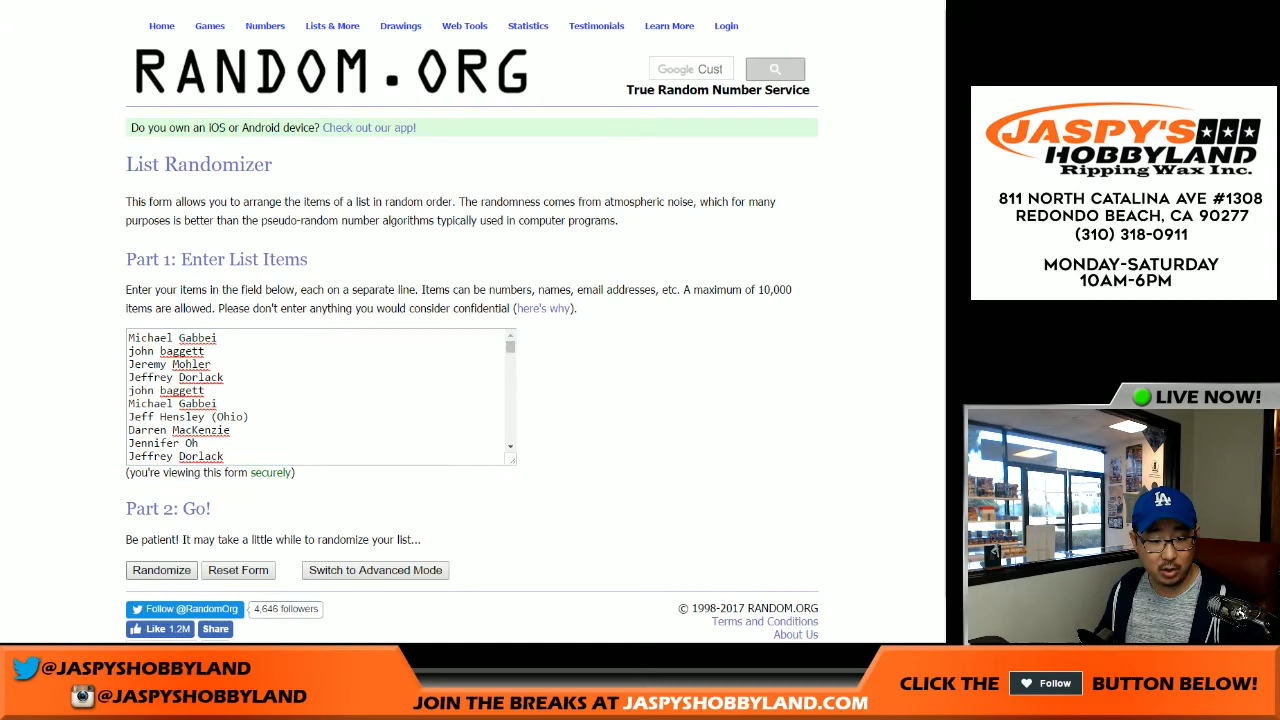 Home Games Numbers Lists & More Drawings Web Tools Statistics Testimonials Learn More Login
RANDOM.ORG
Google Cust
True Random Number Service
Do you own an iOS or Android device? Check out our app!
List Randomizer
This form allows you to arrange the items of a list in random order. The randomness comes from atmospheric noise, which for many
purposes is better than the pseudo-random number algorithms typically used in computer programs.
Part 1: Enter List Items
Enter your items in the field below, each on a separate line. Items can be numbers, names, email addresses, etc. A maximum of 10,000
items are allowed. Please don't enter anything you would consider confidential (here's why).
Michael Gabbei
john baggett
Jeremy Mohler
Jeffrey Dorlack
john baggett
Michael Gabbei
Jeff Hensley (Ohio)
Darren MacKenzie
Jennifer Oh
Jeffrey Dorlack
(you're viewing this form securely)
Part 2: Go!
Be patient! It may take a little while to randomize your list...
Randomize Reset Form Switch to Advanced Mode
Follow @RandomOrg 4,646 followers
Like 1.2M Share
© 1998-2017 RANDOM.ORG
Terms and Conditions
About Us
JASPY'S
HOBBYLAND
Ripping Wax Inc.
811 NORTH CATALINA AVE #1308
REDONDO BEACH, CA 90277
(310) 318-0911
MONDAY-SATURDAY
10AM-6PM
LIVE NOW!
LA
@JASPYSHOBBYLAND
@JASPYSHOBBYLAND
JOIN THE BREAKS AT JASPYSHOBBYLAND.COM
CLICK THE Follow BUTTON BELOW!